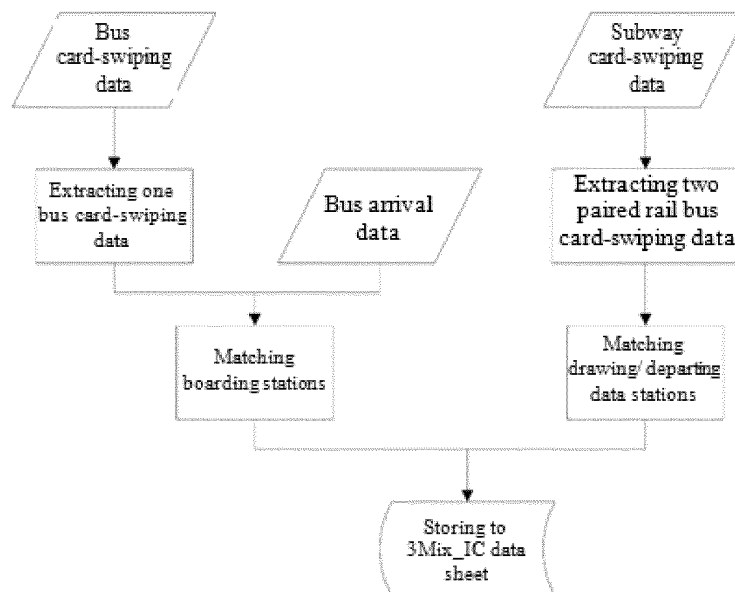 Bus
card-swiping
data
Subway
card-swiping
data
Extracting one
bus card-swiping
data
Bus arrival
data
Extracting two
paired rail bus
card-swiping data
Matching
boarding stations
Matching
drawing/ departing
data stations
Storing to
3Mix_IC data
sheet